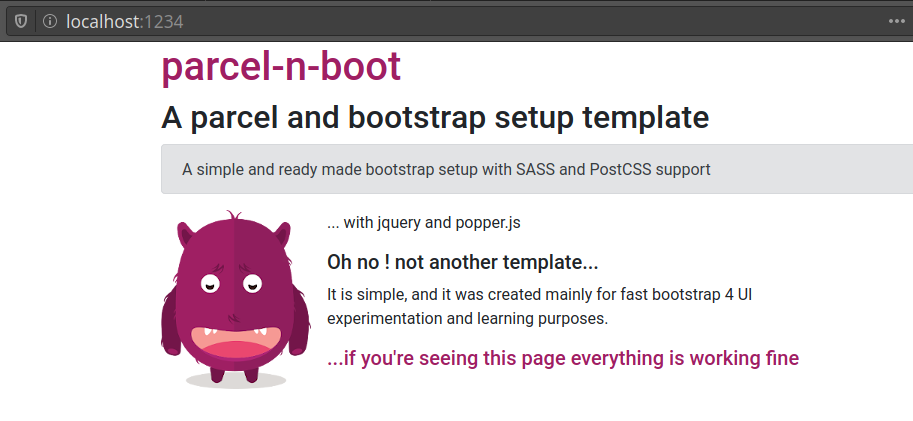 localhost:1234
parcel-n-boot
A parcel and bootstrap setup template
A simple and ready made bootstrap setup with SASS and PostCSS support
... with jquery and popper.js
Oh no ! not another template...
It is simple, and it was created mainly for fast bootstrap 4 UI
experimentation and learning purposes.
...if you're seeing this page everything is working fine